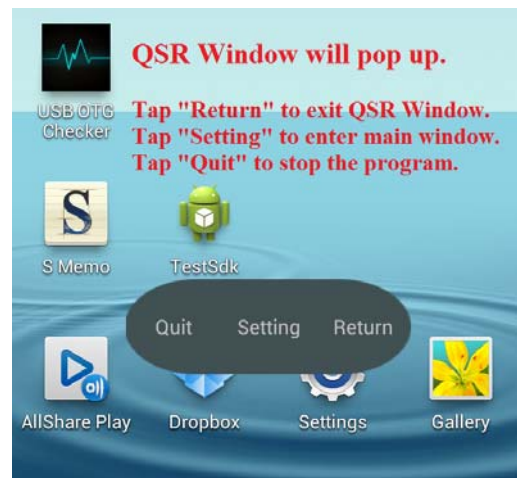 QSR Window will pop up.
USB OTG
Checker
Tap "Return" to exit QSR Window.
Tap "Setting" to enter main window.
Tap "Quit" to stop the program.
S
S Memo
TestSdk
Quit Setting Return
AllShare Play Dropbox Settings Gallery